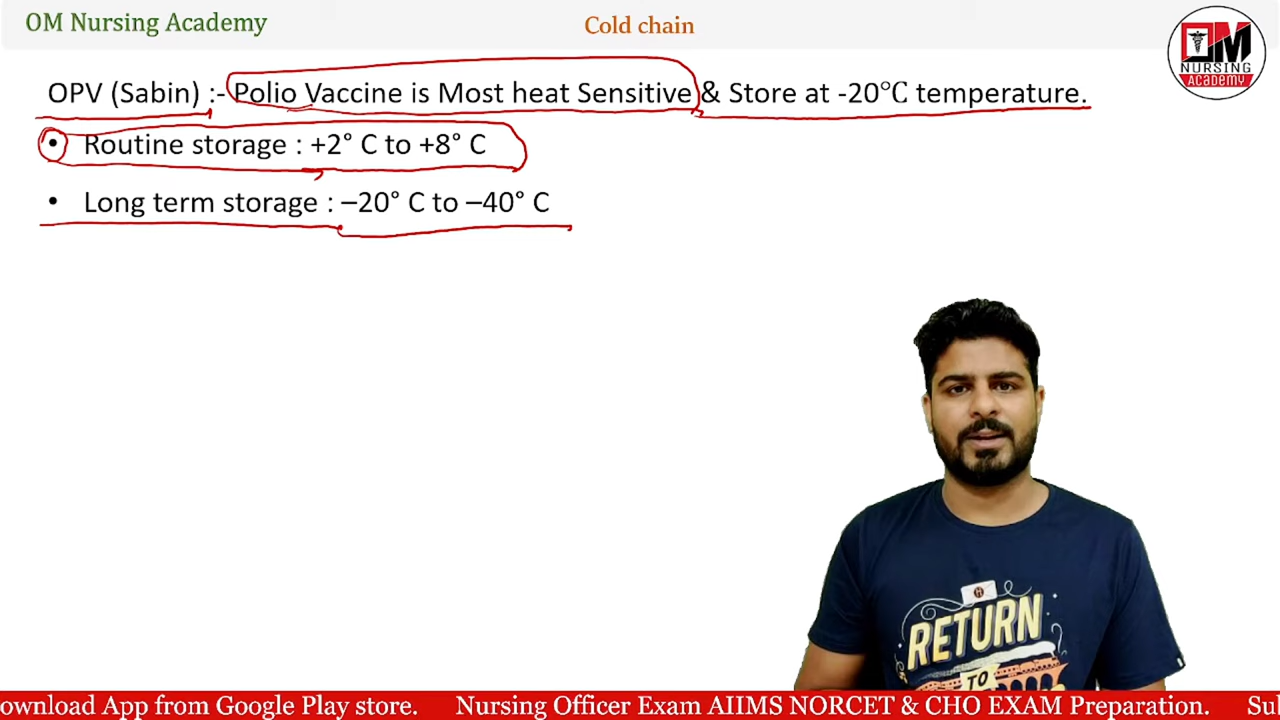 OM Nursing Academy
Cold chain
OM
NURSING
ACADEMY
OPV (Sabin) :- Polio Vaccine is Most heat Sensitive & Store at -20℃ temperature.
• Routine storage : +2° C to +8° C
• Long term storage : –20° C to –40° C
RETURN
TO
ownload App from Google Play store. Nursing Officer Exam AIIMS NORCET & CHO EXAM Preparation. Sul